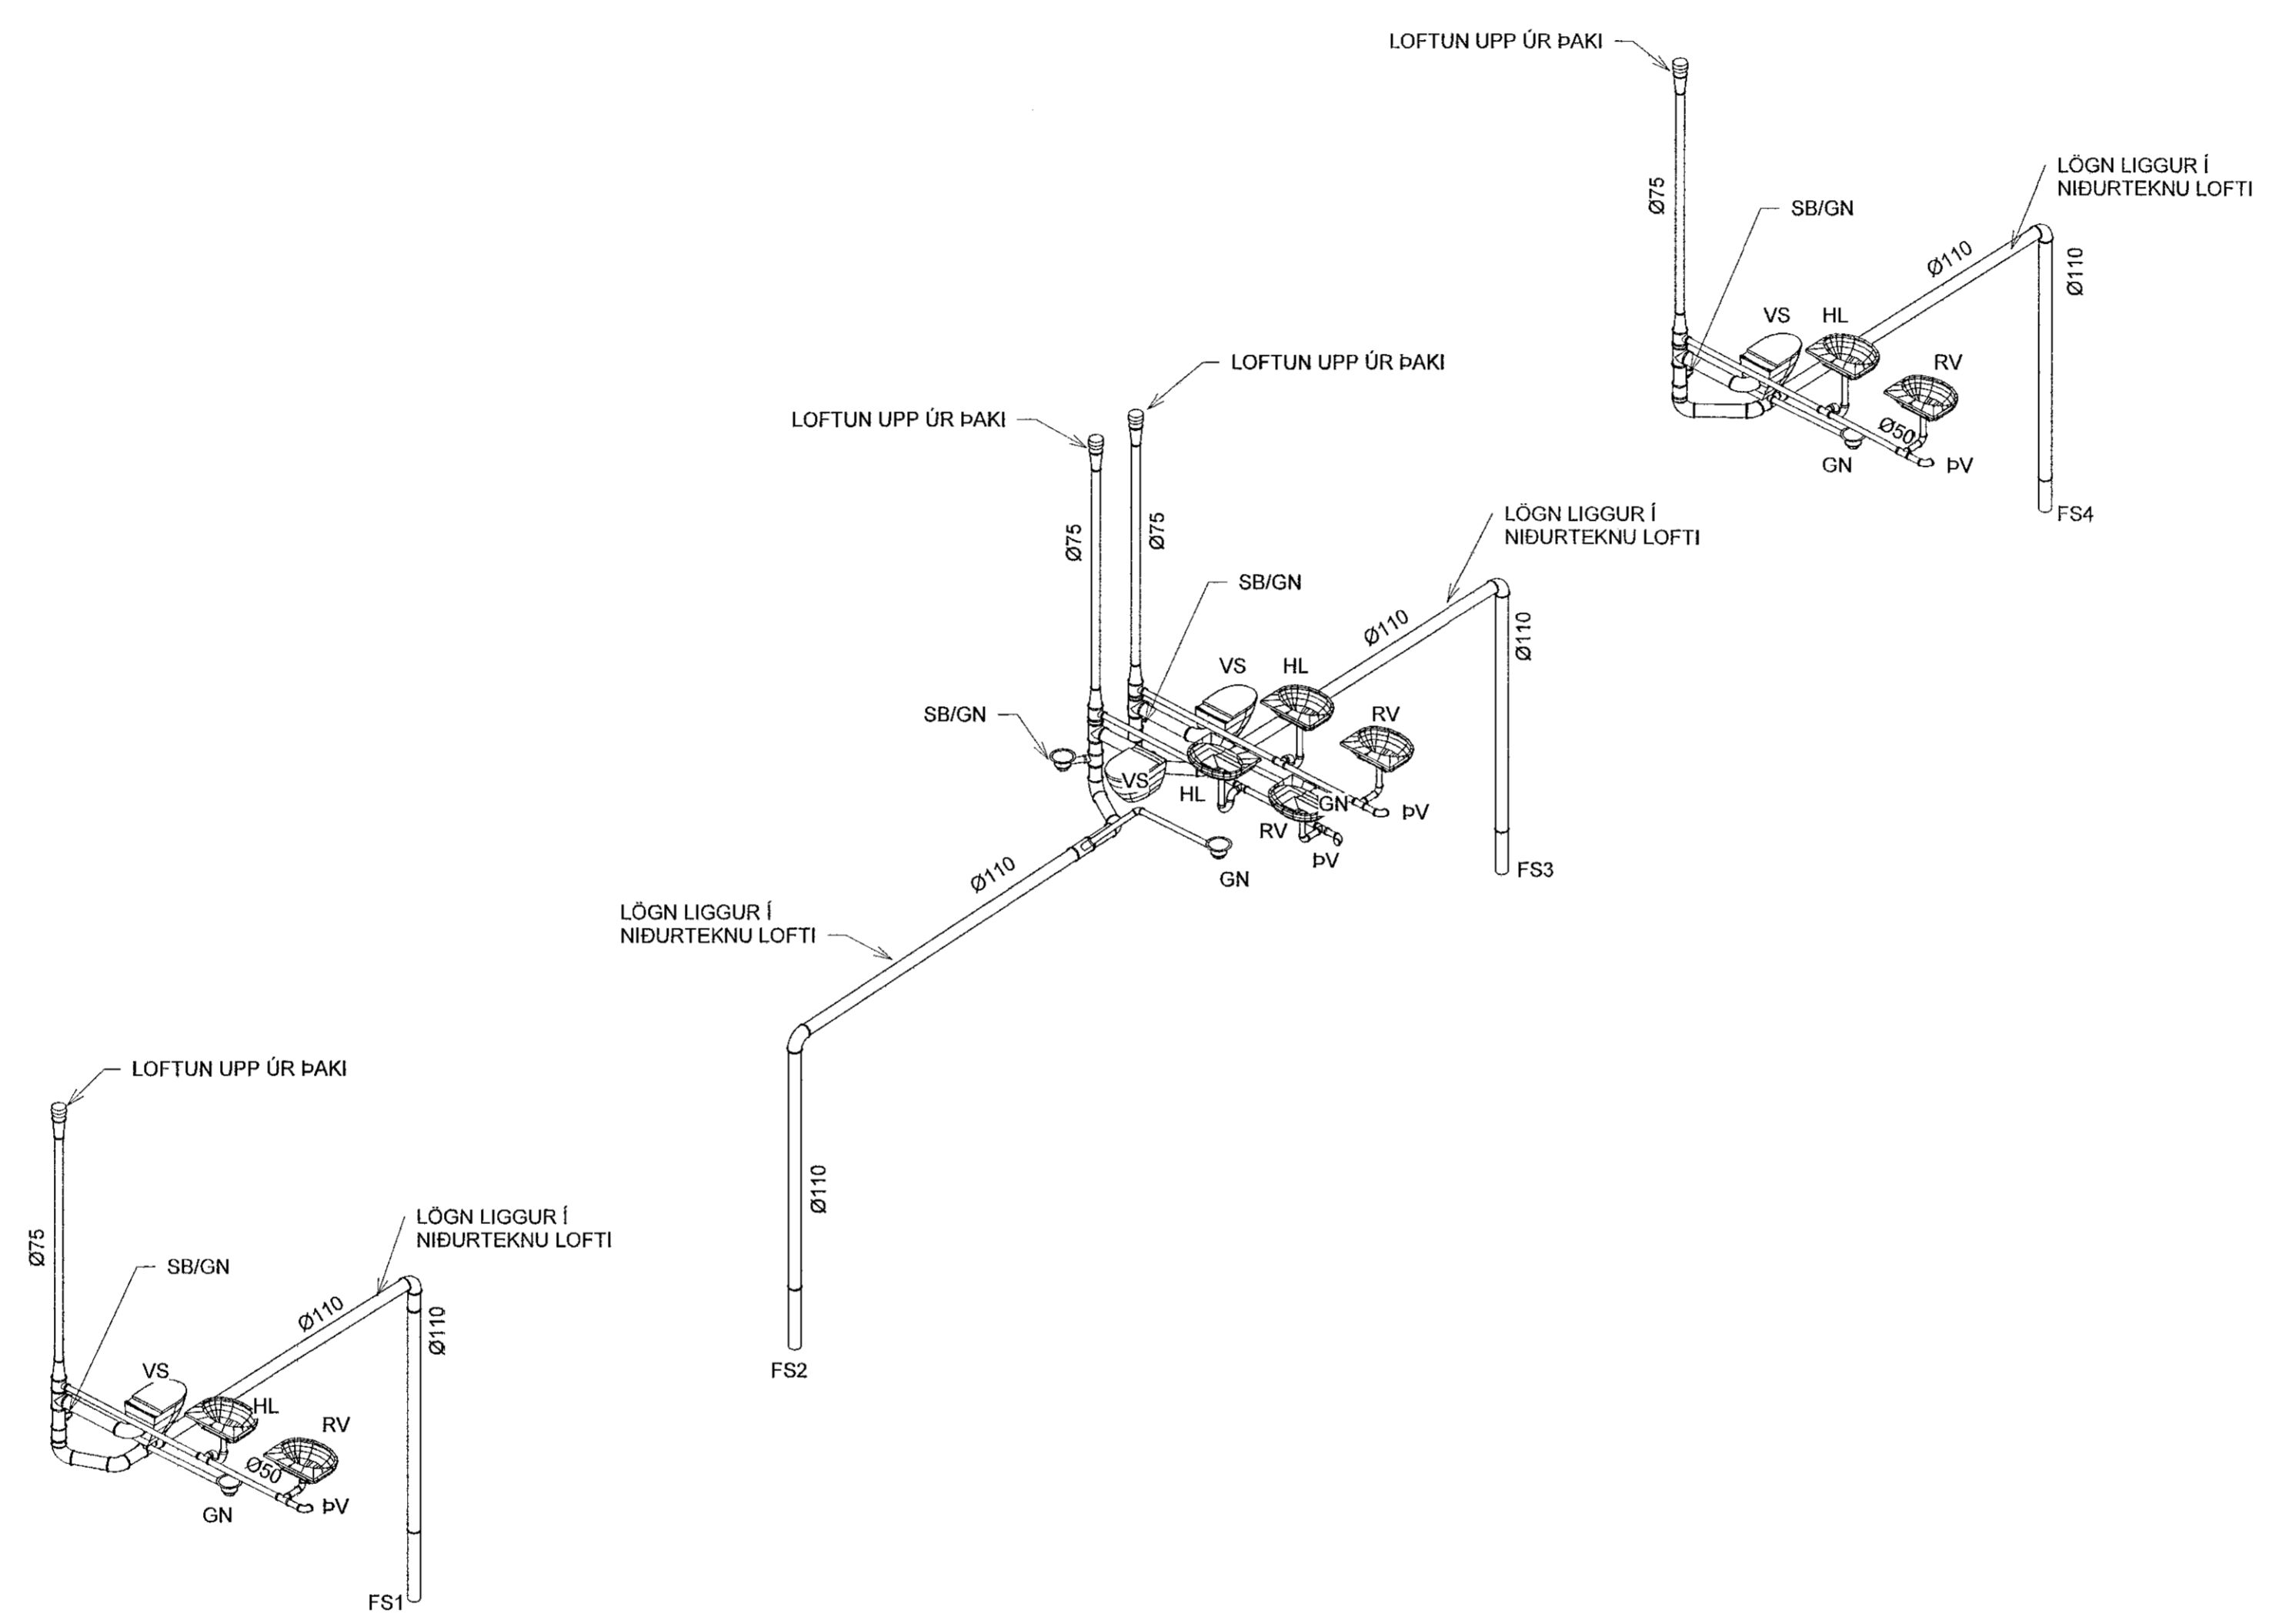 LOFTUN UPP ÚR ÞAKI
LÖGN LIGGUR Í
NIÐURTEKNU LOFTI
Ø75
SB/GN
Ø110
Ø110
VS
HL
RV
Ø50
GN
ÞV
FS4
LOFTUN UPP ÚR ÞAKI
LOFTUN UPP ÚR ÞAKI
LÖGN LIGGUR Í
NIÐURTEKNU LOFTI
Ø75
Ø75
SB/GN
Ø110
Ø110
VS
HL
SB/GN
RV
VS
HL
GN
RV
ÞV
ÞV
FS3
GN
Ø110
LÖGN LIGGUR Í
NIÐURTEKNU LOFTI
Ø110
FS2
LOFTUN UPP ÚR ÞAKI
LÖGN LIGGUR Í
NIÐURTEKNU LOFTI
Ø75
SB/GN
Ø110
Ø110
VS
HL
RV
Ø50
GN
ÞV
FS1